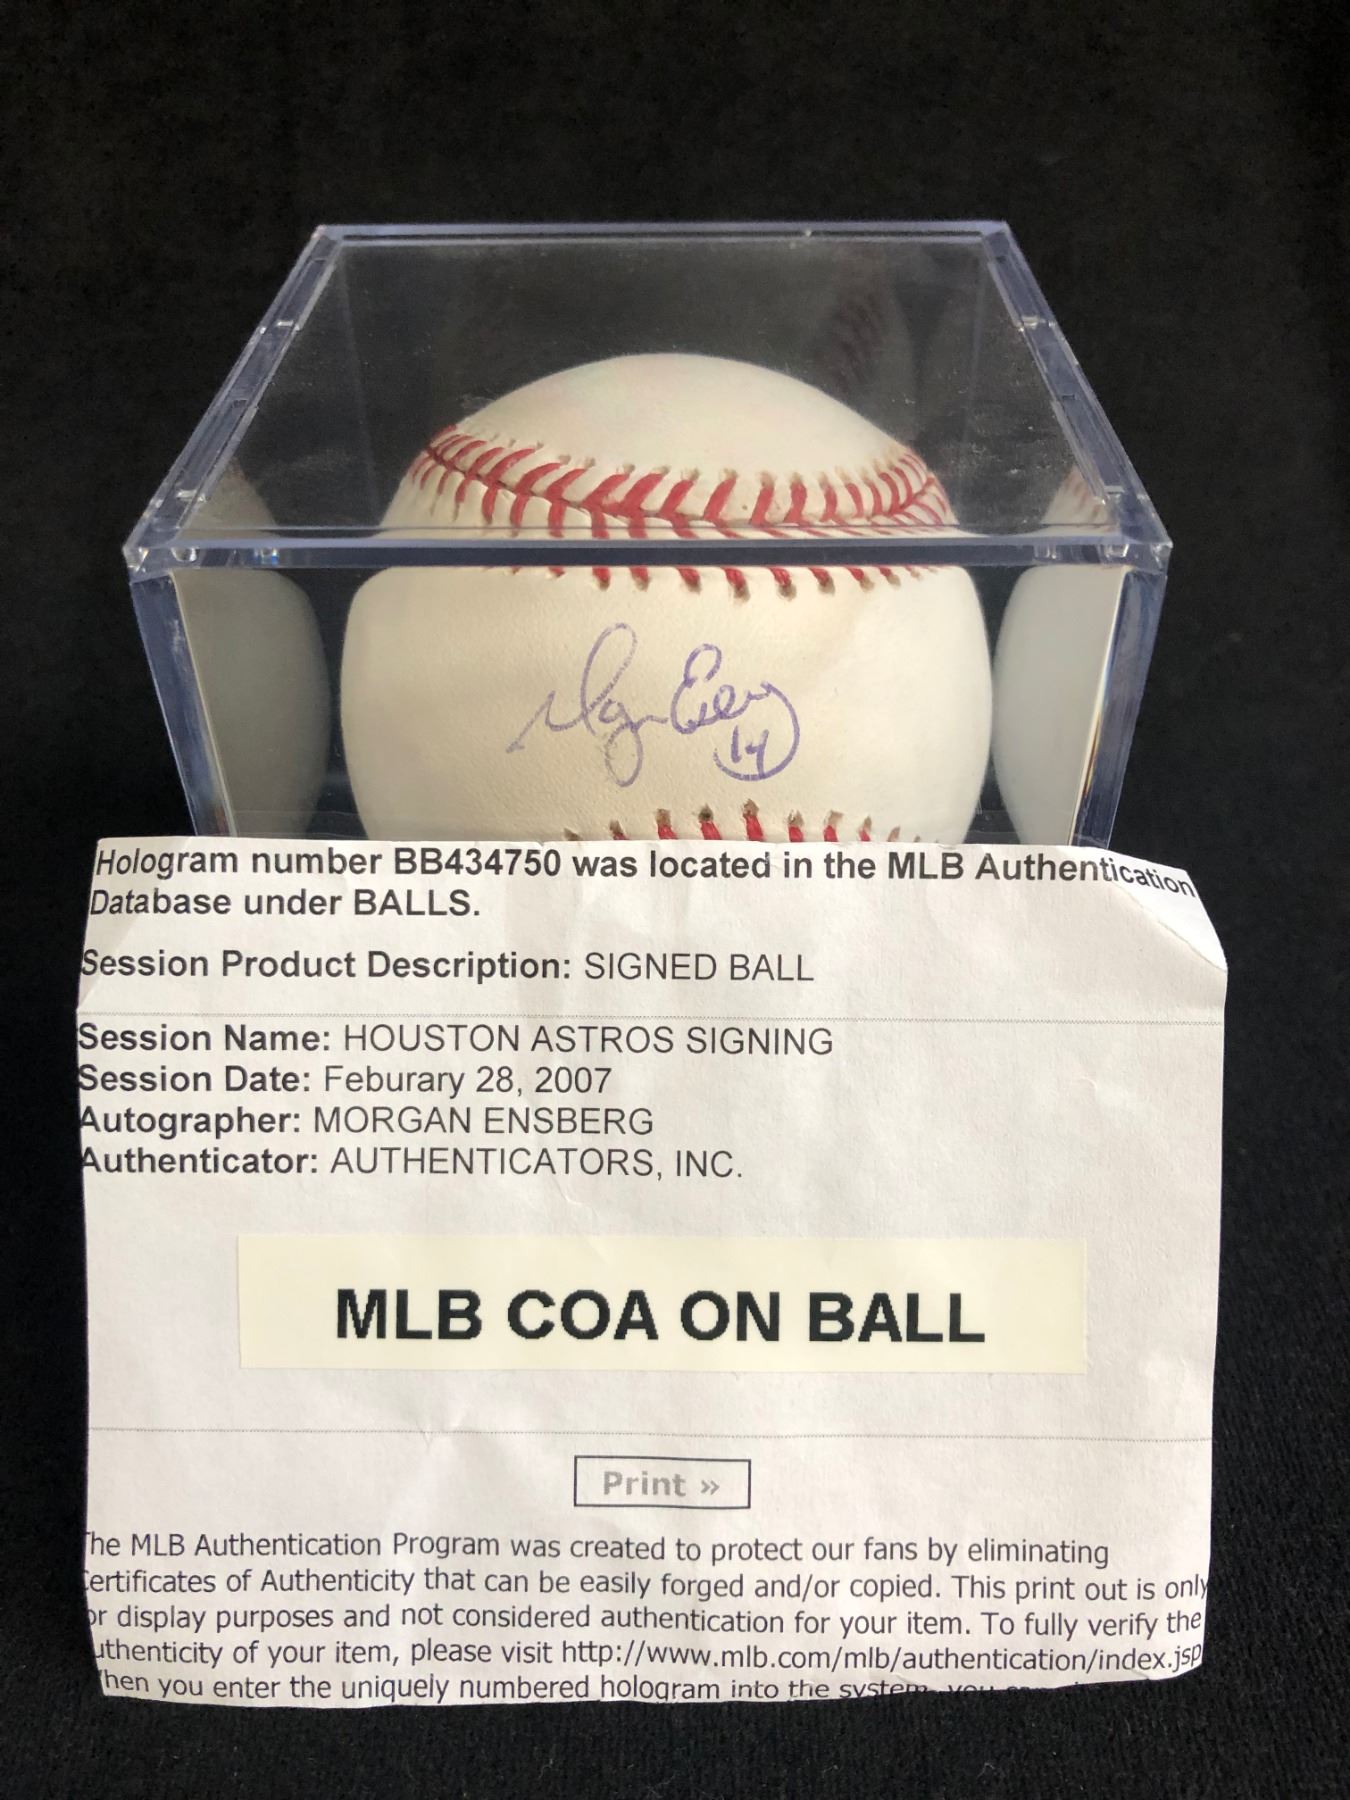 Morgan Ensberg
14
Hologram number BB434750 was located in the MLB Authentication
Database under BALLS.
Session Product Description: SIGNED BALL
Session Name: HOUSTON ASTROS SIGNING
Session Date: Feburary 28, 2007
Autographer: MORGAN ENSBERG
Authenticator: AUTHENTICATORS, INC.
MLB COA ON BALL
Print »
The MLB Authentication Program was created to protect our fans by eliminating
Certificates of Authenticity that can be easily forged and/or copied. This print out is only
or display purposes and not considered authentication for your item. To fully verify the
uthenticity of your item, please visit http://www.mlb.com/mlb/authentication/index.jsp
hen you enter the uniquely numbered hologram into the system, you